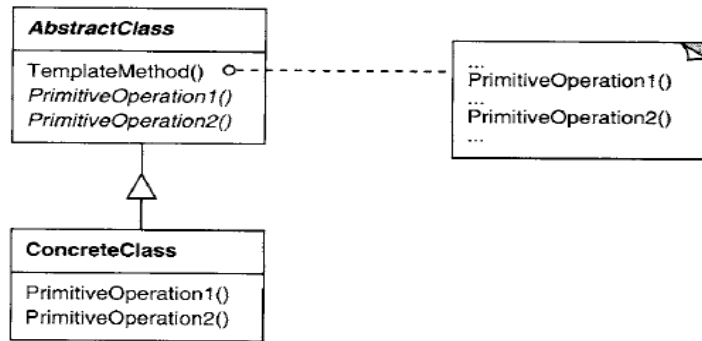 AbstractClass
TemplateMethod()
PrimitiveOperation1()
PrimitiveOperation2()
...
PrimitiveOperation1()
...
PrimitiveOperation2()
...
ConcreteClass
PrimitiveOperation1()
PrimitiveOperation2()